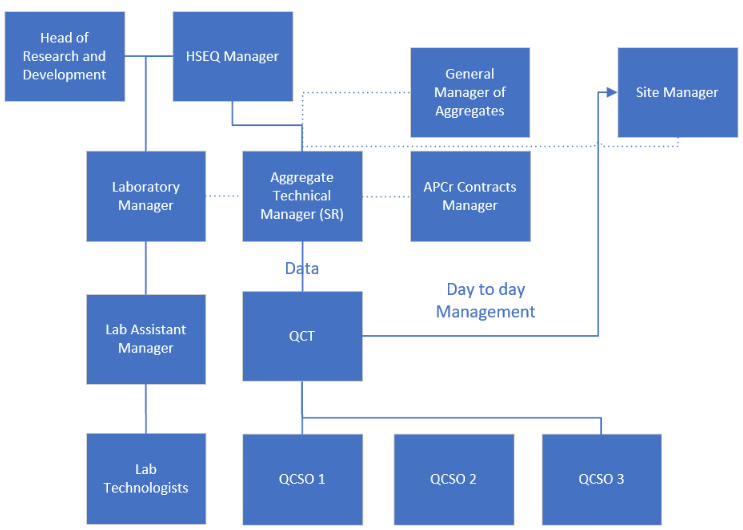 Head of
Research and
Development
HSEQ Manager
General
Manager of
Aggregates
Site Manager
Laboratory
Manager
Aggregate
Technical
Manager (SR)
APCr Contracts
Manager
Data
Day to day
Management
Lab Assistant
Manager
QCT
Lab
Technologists
QCSO 1
QCSO 2
QCSO 3